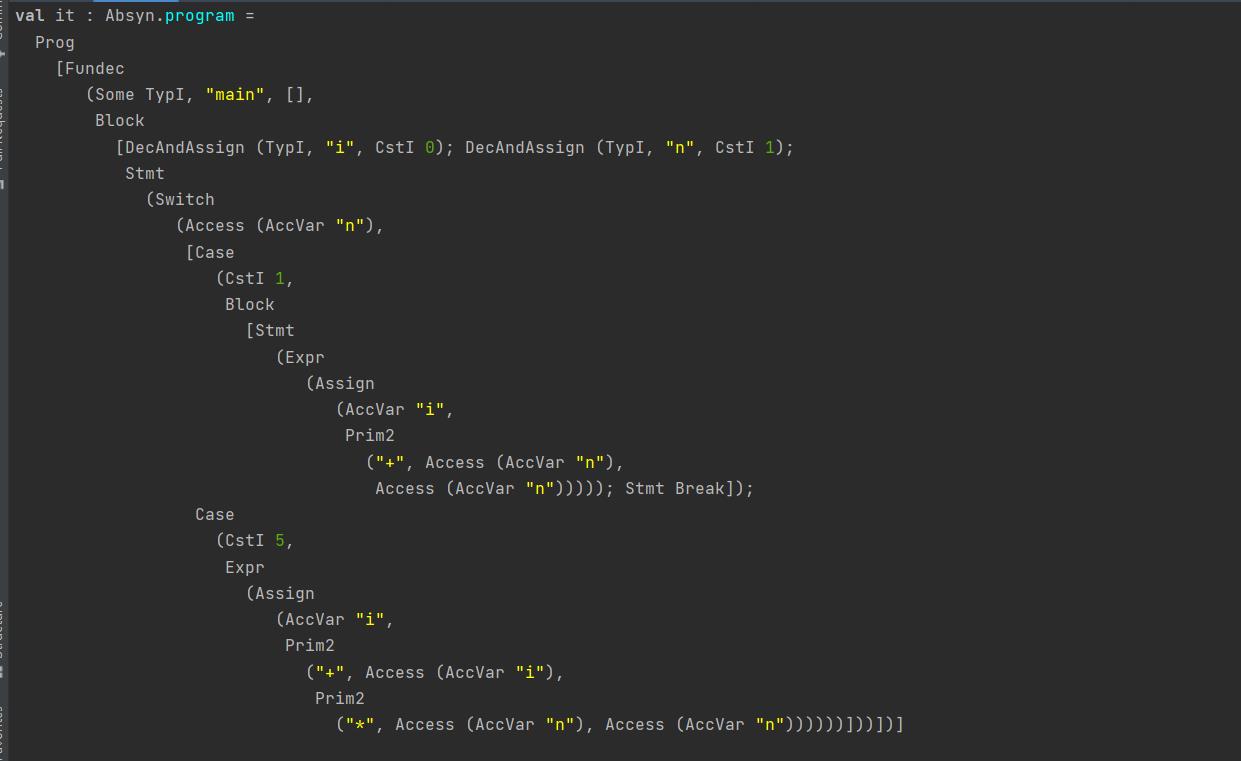 val it : Absyn.program =
  Prog
    [Fundec
       (Some TypI, "main", [],
        Block
          [DecAndAssign (TypI, "i", CstI 0); DecAndAssign (TypI, "n", CstI 1);
           Stmt
             (Switch
                (Access (AccVar "n"),
                 [Case
                    (CstI 1,
                     Block
                       [Stmt
                          (Expr
                             (Assign
                                (AccVar "i",
                                 Prim2
                                   ("+", Access (AccVar "n"),
                                    Access (AccVar "n"))))); Stmt Break]);
                  Case
                    (CstI 5,
                     Expr
                       (Assign
                          (AccVar "i",
                           Prim2
                             ("+", Access (AccVar "i"),
                              Prim2
                                ("*", Access (AccVar "n"), Access (AccVar "n"))))))]))])]